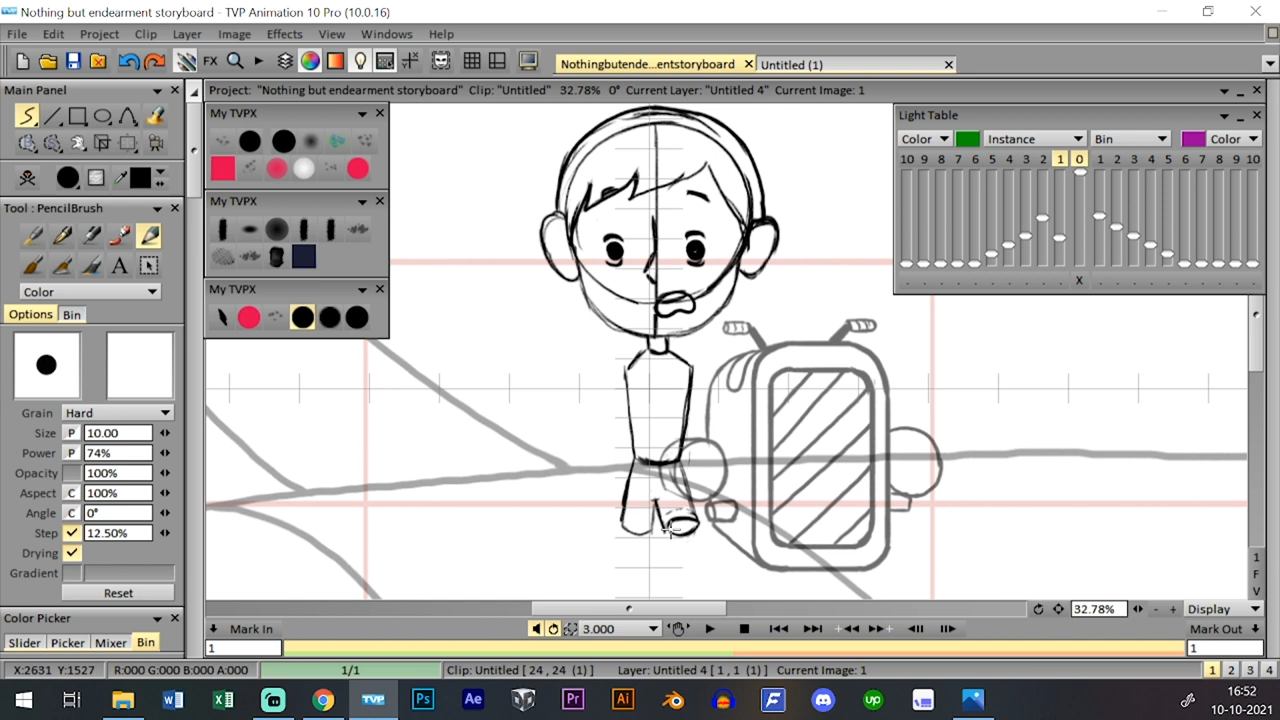 Nothing but endearment storyboard - TVP Animation 10 Pro (10.0.16)
File Edit Project Clip Layer Image Effects View Windows Help
FX Nothingbutende...entstoryboard Untitled (1)
Main Panel
Project: "Nothing but endearment storyboard" Clip: "Untitled" 32.78% 0° Current Layer: "Untitled 4" Current Image: 1
My TVPX
Light Table
Color Instance Bin Color
10 9 8 7 6 5 4 3 2 1 0 1 2 3 4 5 6 7 8 9 10
X
My TVPX
Tool : PencilBrush
A
Color
My TVPX
Options Bin
Grain Hard
Size P 10.00
Power P 74%
Opacity 100%
Aspect C 100%
Angle C 0°
Step 12.50%
Drying
Gradient
Reset
1
F
V
Color Picker
Slider Picker Mixer Bin
32.78% - + Display
Mark In 3.000 Mark Out
1 1
X:2631 Y:1527 R:000 G:000 B:000 A:000 1/1 Clip: Untitled [ 24 , 24 (1) ] Layer: Untitled 4 [ 1 , 1 (1) ] Current Image: 1 1 2 3 4
TVP Ps Ae Pr Ai F up
16:52
10-10-2021